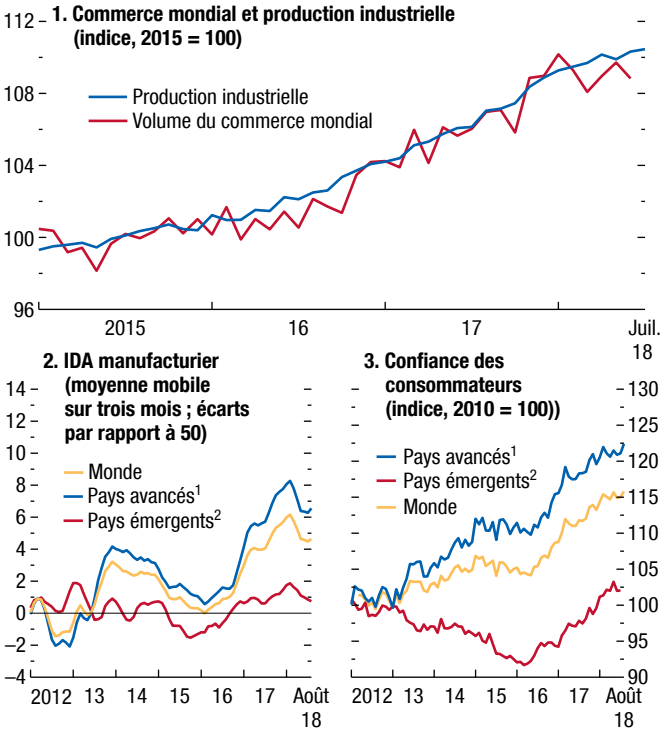 1. Commerce mondial et production industrielle
(indice, 2015 = 100)
112
108
104
100
96
Production industrielle
Volume du commerce mondial
2015
16
17
Juil.
18
2. IDA manufacturier
(moyenne mobile
sur trois mois ; écarts
par rapport à 50)
14
12
10
8
6
4
2
0
–2
–4
Monde
Pays avancés1
Pays émergents2
2012
13
14
15
16
17
Août
18
3. Confiance des
consommateurs
(indice, 2010 = 100))
130
125
120
115
110
105
100
95
90
Pays avancés1
Pays émergents2
Monde
2012
13
14
15
16
17
Août
18